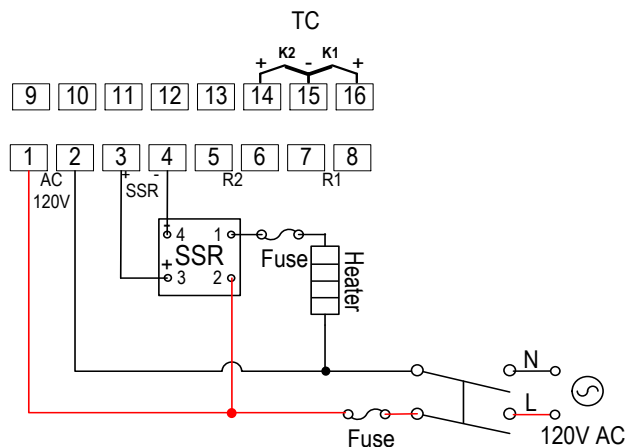 TC
+ K2 - K1 +
9 10 11 12 13 14 15 16
1 2 3 4 5 6 7 8
AC 120V
+ SSR -
R2
R1
- 4 1
SSR
+ 3 2
Fuse
Heater
N
L
Fuse
120V AC